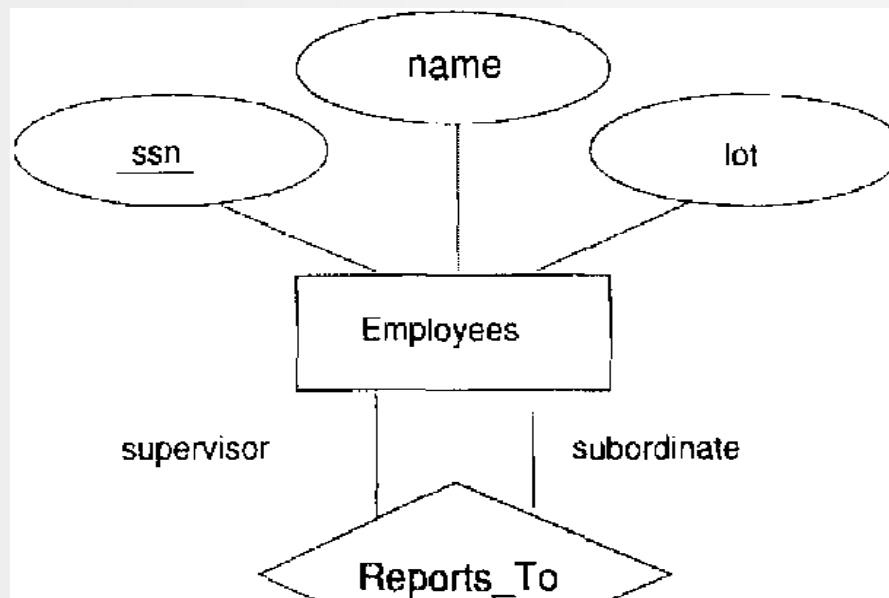 name
ssn
lot
Employees
supervisor
subordinate
Reports_To